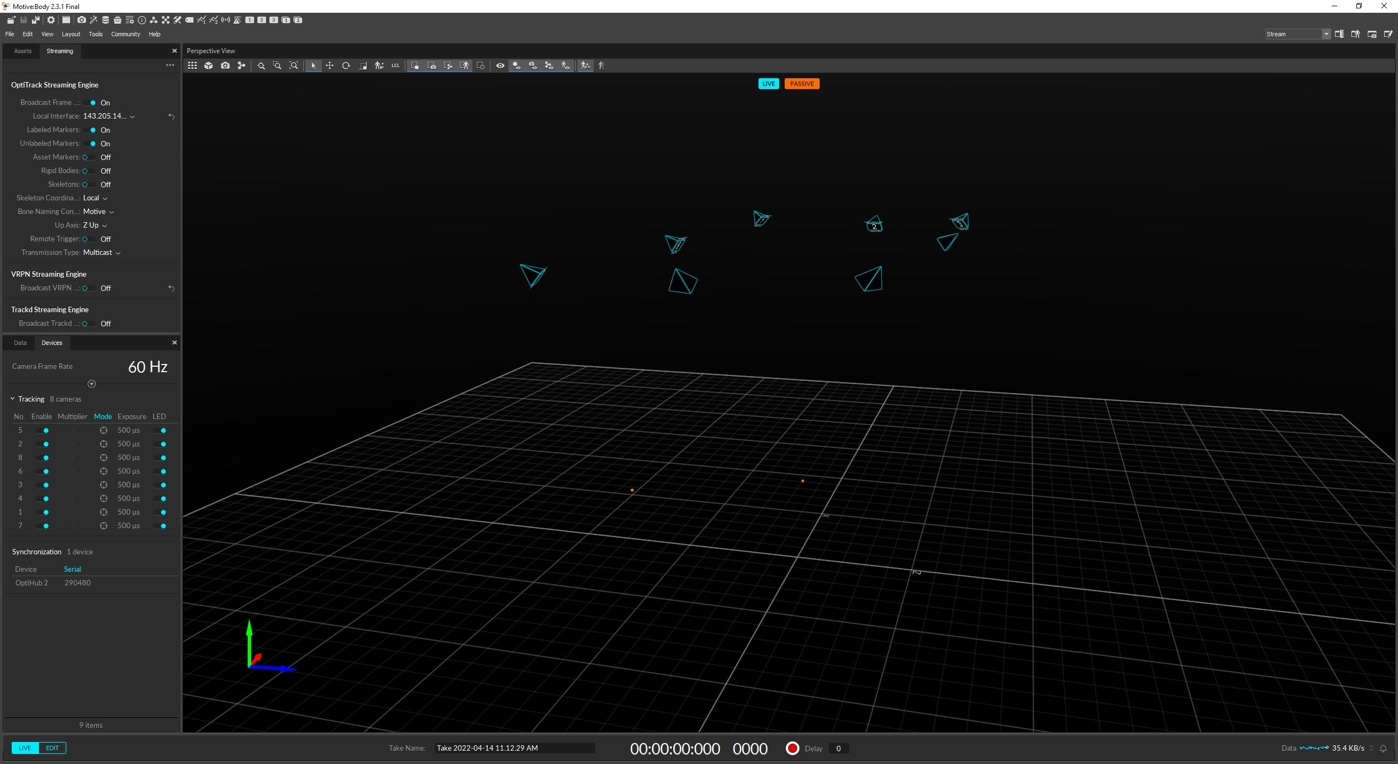 Motive:Body 2.3.1 Final
File Edit View Layout Tools Community Help
Stream
Assets Streaming
Perspective View
LCL
LIVE PASSIVE
OptiTrack Streaming Engine
Broadcast Frame ...: On
Local Interface: 143.205.14...
Labeled Markers: On
Unlabeled Markers: On
Asset Markers: Off
Rigid Bodies: Off
Skeletons: Off
Skeleton Coordina...: Local
Bone Naming Con...: Motive
Up Axis: Z Up
Remote Trigger: Off
Transmission Type: Multicast
VRPN Streaming Engine
Broadcast VRPN ...: Off
Trackd Streaming Engine
Broadcast Trackd ...: Off
Data Devices
Camera Frame Rate 60 Hz
Tracking 8 cameras
No. Enable Multiplier Mode Exposure LED
5 - 500 µs
2 - 500 µs
8 - 500 µs
6 - 500 µs
3 - 500 µs
4 - 500 µs
1 - 500 µs
7 - 500 µs
Synchronization 1 device
Device Serial
OptiHub 2 290480
9 items
2
LIVE EDIT
Take Name: Take 2022-04-14 11.12.29 AM
00:00:00:000 0000
Delay 0
Data 35.4 KB/s